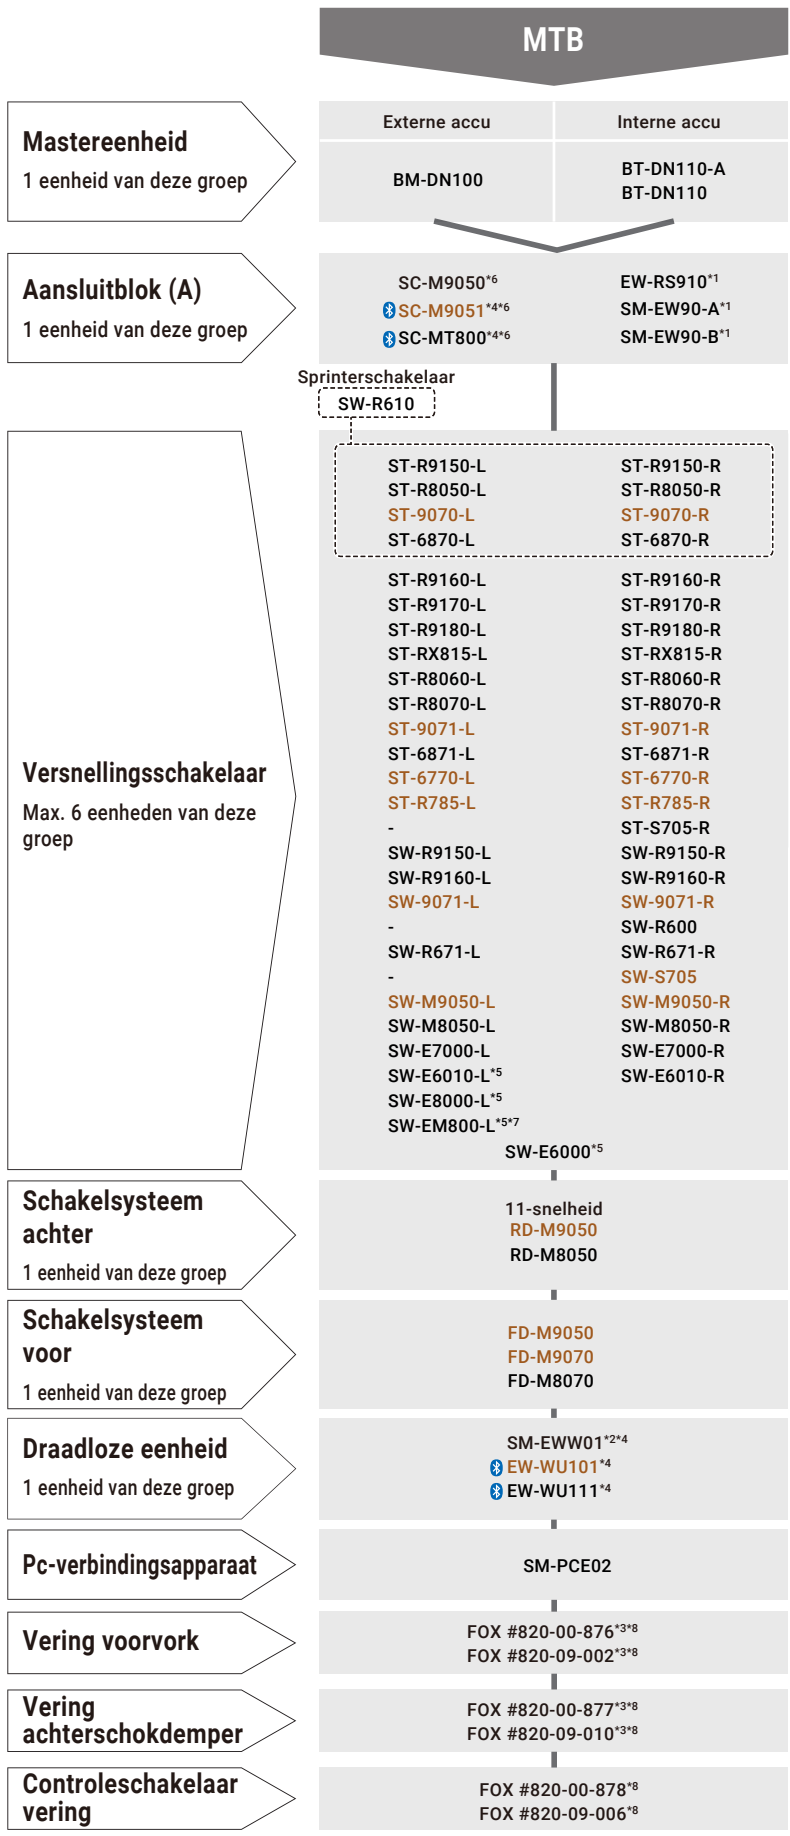 MTB
Mastereenheid
1 eenheid van deze groep
Externe accu
Interne accu
BM-DN100
BT-DN110-A
BT-DN110
Aansluitblok (A)
1 eenheid van deze groep
SC-M9050*6
EW-RS910*1
SC-M9051*4*6
SM-EW90-A*1
SC-MT800*4*6
SM-EW90-B*1
Sprinterschakelaar
SW-R610
Versnellingsschakelaar
Max. 6 eenheden van deze
groep
ST-R9150-L
ST-R9150-R
ST-R8050-L
ST-R8050-R
ST-9070-L
ST-9070-R
ST-6870-L
ST-6870-R
ST-R9160-L
ST-R9160-R
ST-R9170-L
ST-R9170-R
ST-R9180-L
ST-R9180-R
ST-RX815-L
ST-RX815-R
ST-R8060-L
ST-R8060-R
ST-R8070-L
ST-R8070-R
ST-9071-L
ST-9071-R
ST-6871-L
ST-6871-R
ST-6770-L
ST-6770-R
ST-R785-L
ST-R785-R
-
ST-S705-R
SW-R9150-L
SW-R9150-R
SW-R9160-L
SW-R9160-R
SW-9071-L
SW-9071-R
-
SW-R600
SW-R671-L
SW-R671-R
-
SW-S705
SW-M9050-L
SW-M9050-R
SW-M8050-L
SW-M8050-R
SW-E7000-L
SW-E7000-R
SW-E6010-L*5
SW-E6010-R
SW-E8000-L*5
SW-EM800-L*5*7
SW-E6000*5
Schakelsysteem
achter
1 eenheid van deze groep
11-snelheid
RD-M9050
RD-M8050
Schakelsysteem
voor
1 eenheid van deze groep
FD-M9050
FD-M9070
FD-M8070
Draadloze eenheid
1 eenheid van deze groep
SM-EWW01*2*4
EW-WU101*4
EW-WU111*4
Pc-verbindingsapparaat
SM-PCE02
Vering voorvork
FOX #820-00-876*3*8
FOX #820-09-002*3*8
Vering
achterschokdemper
FOX #820-00-877*3*8
FOX #820-09-010*3*8
Controleschakelaar
vering
FOX #820-00-878*8
FOX #820-09-006*8